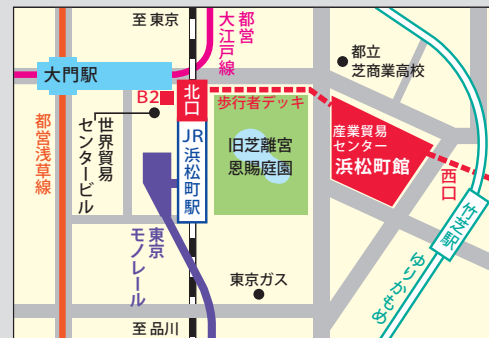 至東京
都営
大江戸線
大門駅
B2
北口
歩行者デッキ
都立
芝商業高校
世界貿易
センタービル
都営浅草線
JR浜松町駅
旧芝離宮
恩賜庭園
産業貿易
センター
浜松町館
西口
竹芝駅
ゆりかもめ
東京
モノレール
東京ガス
至品川